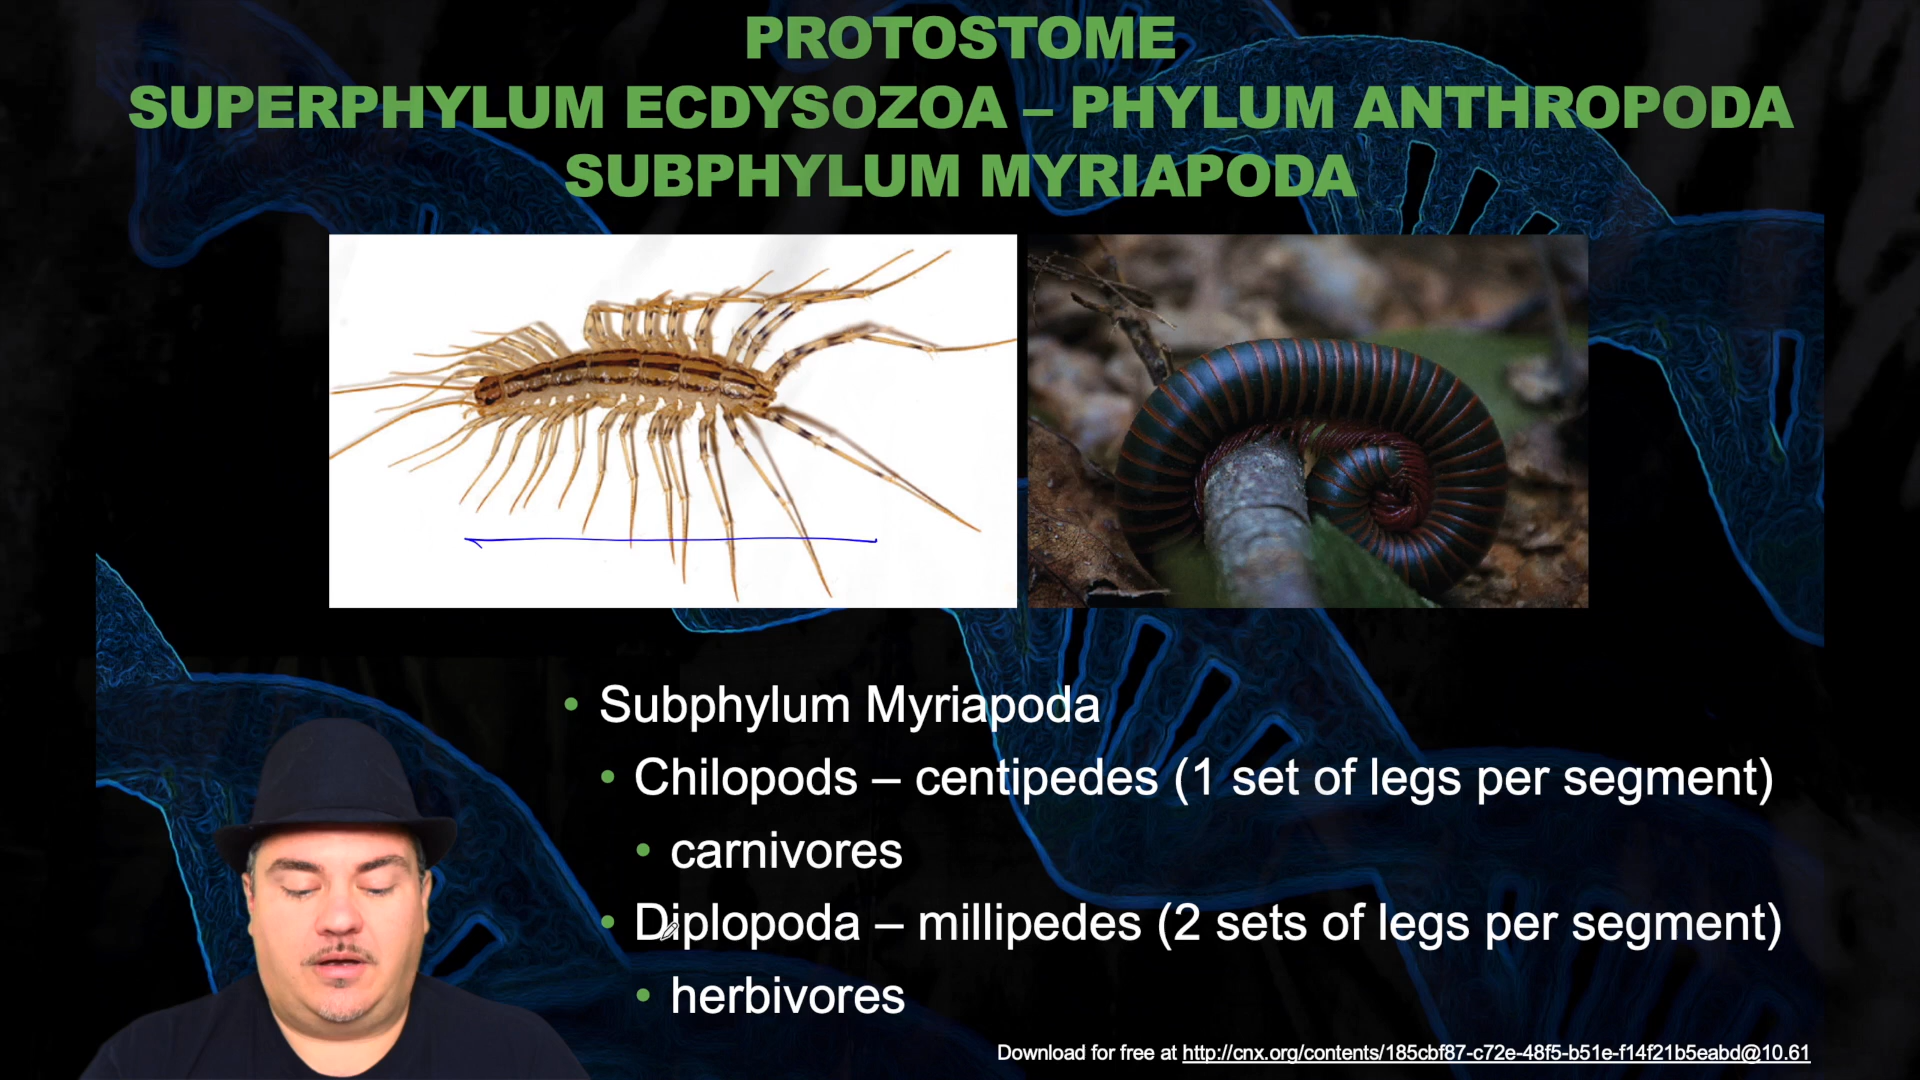 PROTOSTOME
SUPERPHYLUM ECDYSOZOA – PHYLUM ANTHROPODA
SUBPHYLUM MYRIAPODA
• Subphylum Myriapoda
• Chilopods – centipedes (1 set of legs per segment)
• carnivores
• Diplopoda – millipedes (2 sets of legs per segment)
• herbivores
Download for free at http://cnx.org/contents/185cbf87-c72e-48f5-b51e-f14f21b5eabd@10.61